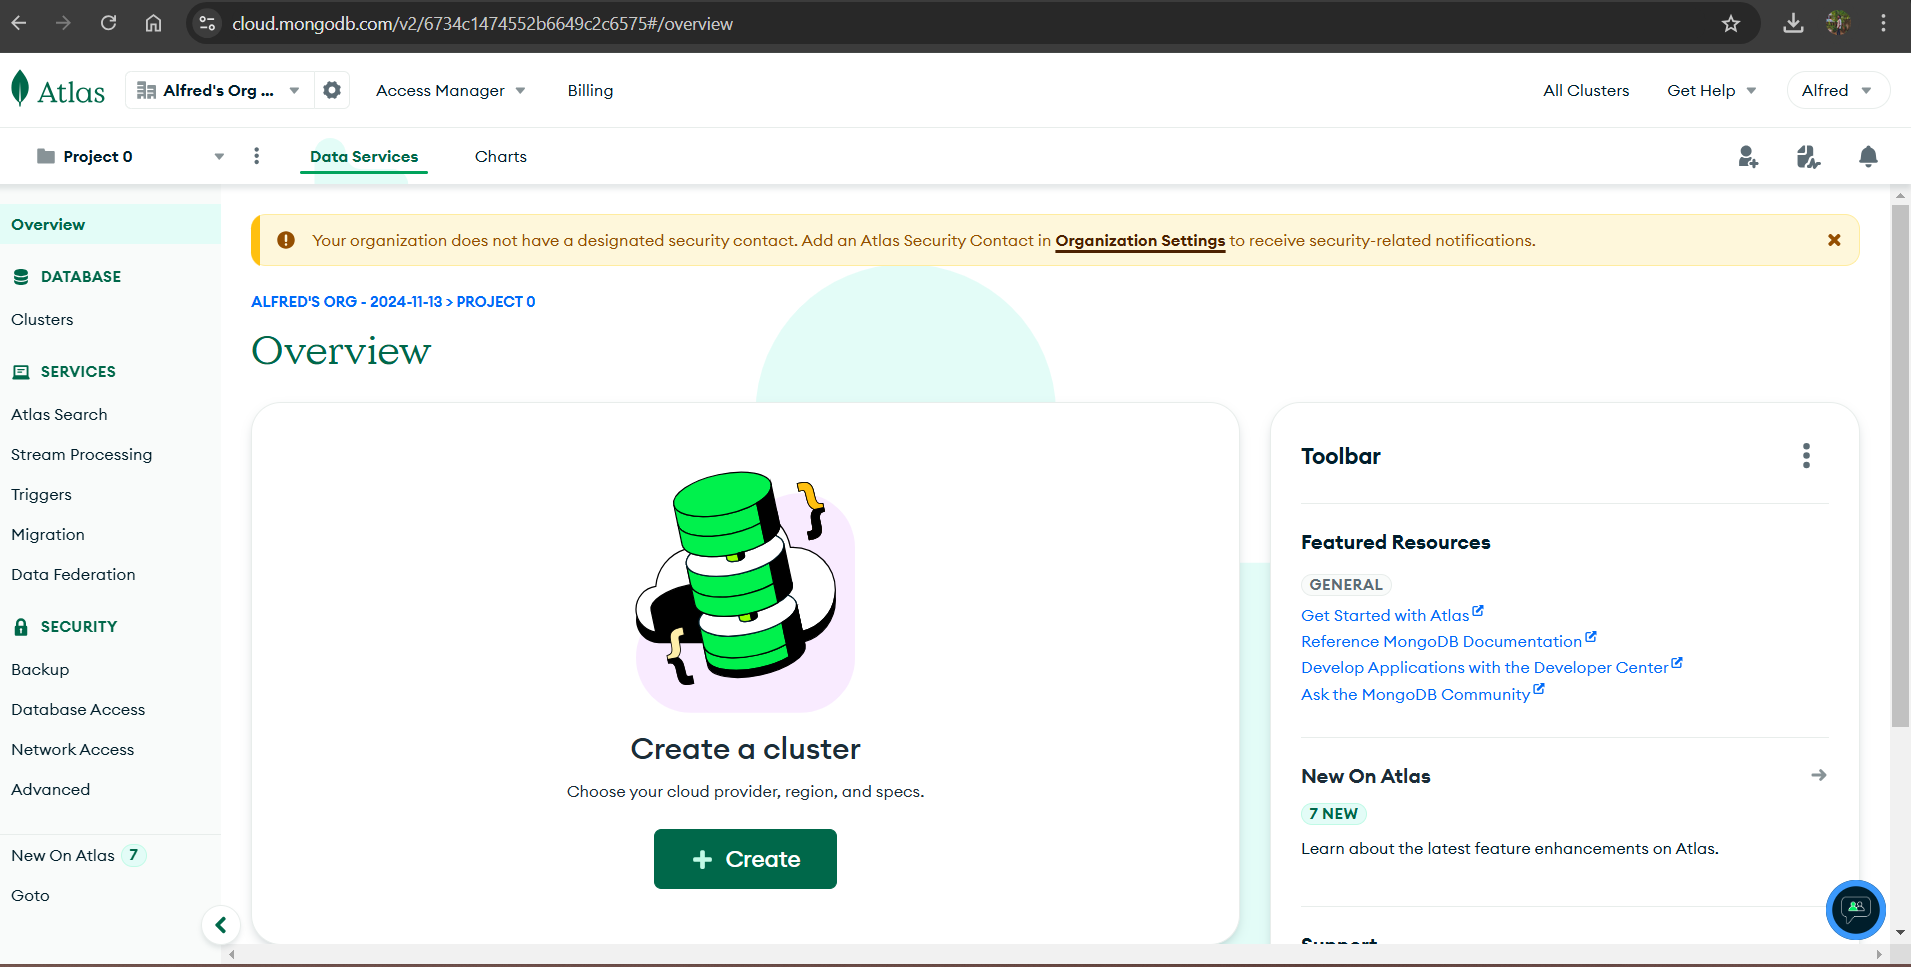 cloud.mongodb.com/v2/6734c1474552b6649c2c6575#/overview
Atlas
Alfred's Org ...
Access Manager
Billing
All Clusters
Get Help
Alfred
Project 0
Data Services
Charts
Overview
DATABASE
Clusters
SERVICES
Atlas Search
Stream Processing
Triggers
Migration
Data Federation
SECURITY
Backup
Database Access
Network Access
Advanced
New On Atlas 7
Goto
Your organization does not have a designated security contact. Add an Atlas Security Contact in Organization Settings to receive security-related notifications.
ALFRED'S ORG - 2024-11-13 > PROJECT 0
Overview
Create a cluster
Choose your cloud provider, region, and specs.
+ Create
Toolbar
Featured Resources
GENERAL
Get Started with Atlas
Reference MongoDB Documentation
Develop Applications with the Developer Center
Ask the MongoDB Community
New On Atlas
7 NEW
Learn about the latest feature enhancements on Atlas.
Support